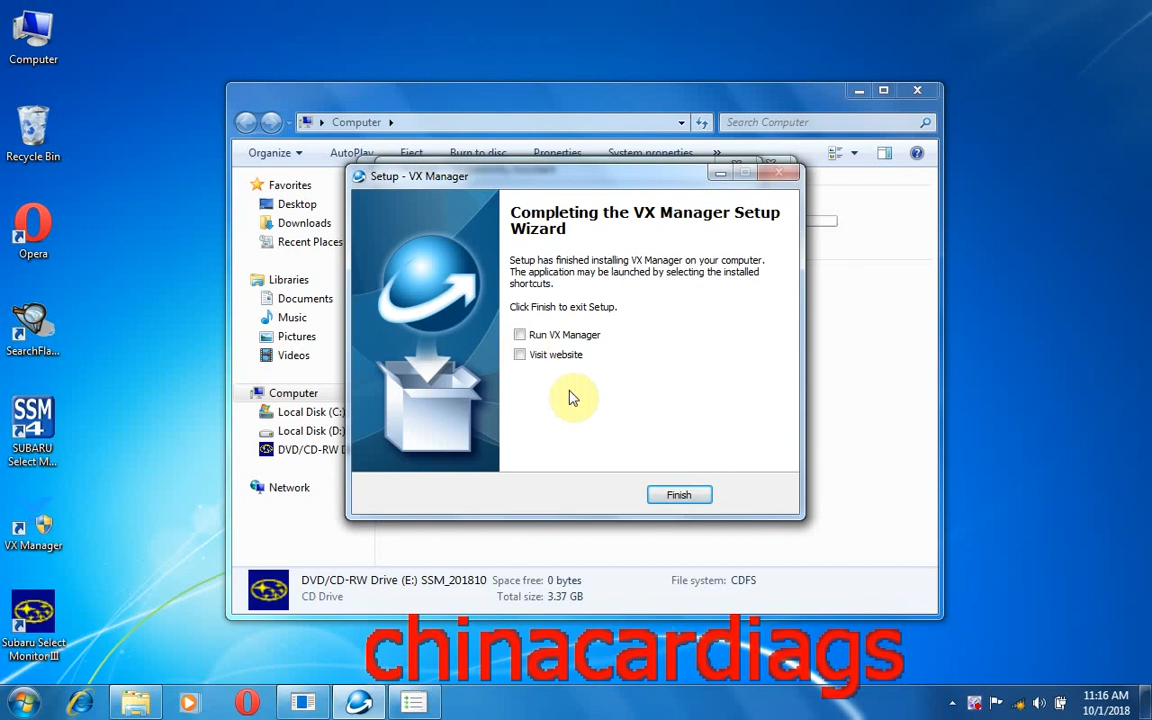 Computer
Recycle Bin
Opera
SearchFla...
SSM
4
SUBARU
Select M...
VX Manager
Subaru Select
Monitor III
Computer
Search Computer
Organize
AutoPlay
Eject
Burn to disc
Properties
System properties
»
Favorites
Desktop
Downloads
Recent Places
Libraries
Documents
Music
Pictures
Videos
Computer
Local Disk (C:)
Local Disk (D:)
DVD/CD-RW D
Network
Setup - VX Manager
Completing the VX Manager Setup
Wizard
Setup has finished installing VX Manager on your computer.
The application may be launched by selecting the installed
shortcuts.
Click Finish to exit Setup.
Run VX Manager
Visit website
Finish
DVD/CD-RW Drive (E:) SSM_201810 Space free: 0 bytes File system: CDFS
CD Drive Total size: 3.37 GB
chinacardiags
11:16 AM
10/1/2018